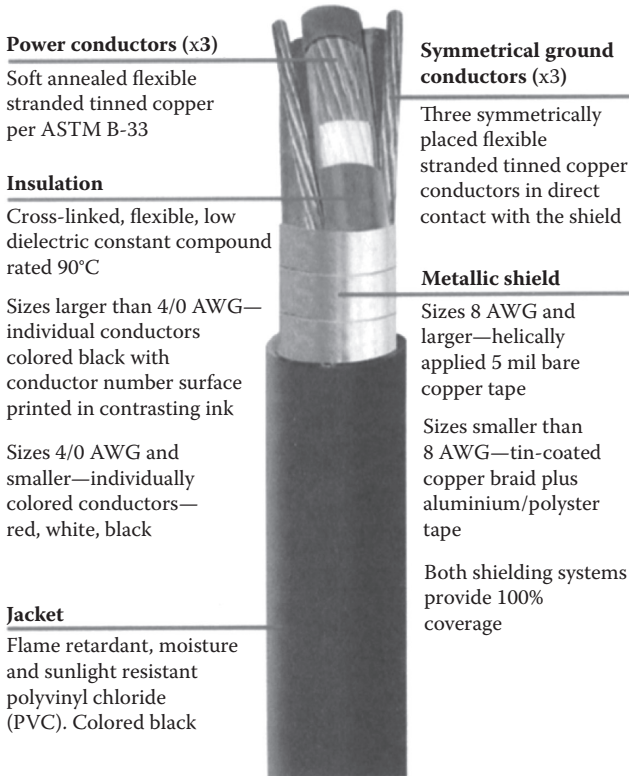 Power conductors (x3)
Soft annealed flexible
stranded tinned copper
per ASTM B-33
Insulation
Cross-linked, flexible, low
dielectric constant compound
rated 90°C
Sizes larger than 4/0 AWG—
individual conductors
colored black with
conductor number surface
printed in contrasting ink
Sizes 4/0 AWG and
smaller—individually
colored conductors—
red, white, black
Jacket
Flame retardant, moisture
and sunlight resistant
polyvinyl chloride
(PVC). Colored black
Symmetrical ground
conductors (x3)
Three symmetrically
placed flexible
stranded tinned copper
conductors in direct
contact with the shield
Metallic shield
Sizes 8 AWG and
larger—helically
applied 5 mil bare
copper tape
Sizes smaller than
8 AWG—tin-coated
copper braid plus
aluminium/polyster
tape
Both shielding systems
provide 100%
coverage